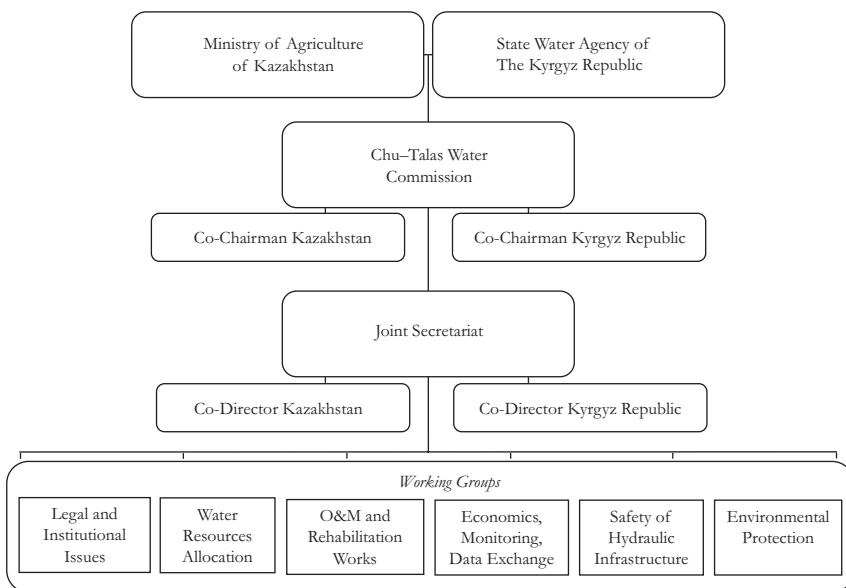 Ministry of Agriculture
of Kazakhstan
State Water Agency of
The Kyrgyz Republic
Chu–Talas Water
Commission
Co-Chairman Kazakhstan
Co-Chairman Kyrgyz Republic
Joint Secretariat
Co-Director Kazakhstan
Co-Director Kyrgyz Republic
Working Groups
Legal and
Institutional
Issues
Water
Resources
Allocation
O&M and
Rehabilitation
Works
Economics,
Monitoring,
Data Exchange
Safety of
Hydraulic
Infrastructure
Environmental
Protection